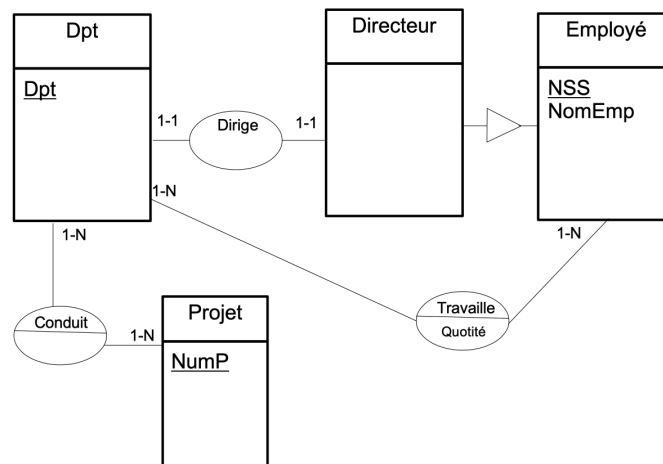 Dpt
Directeur
Employé
Dpt
NSS
NomEmp
1-1
Dirige
1-1
1-N
1-N
1-N
Conduit
1-N
Projet
NumP
Travaille
Quotité